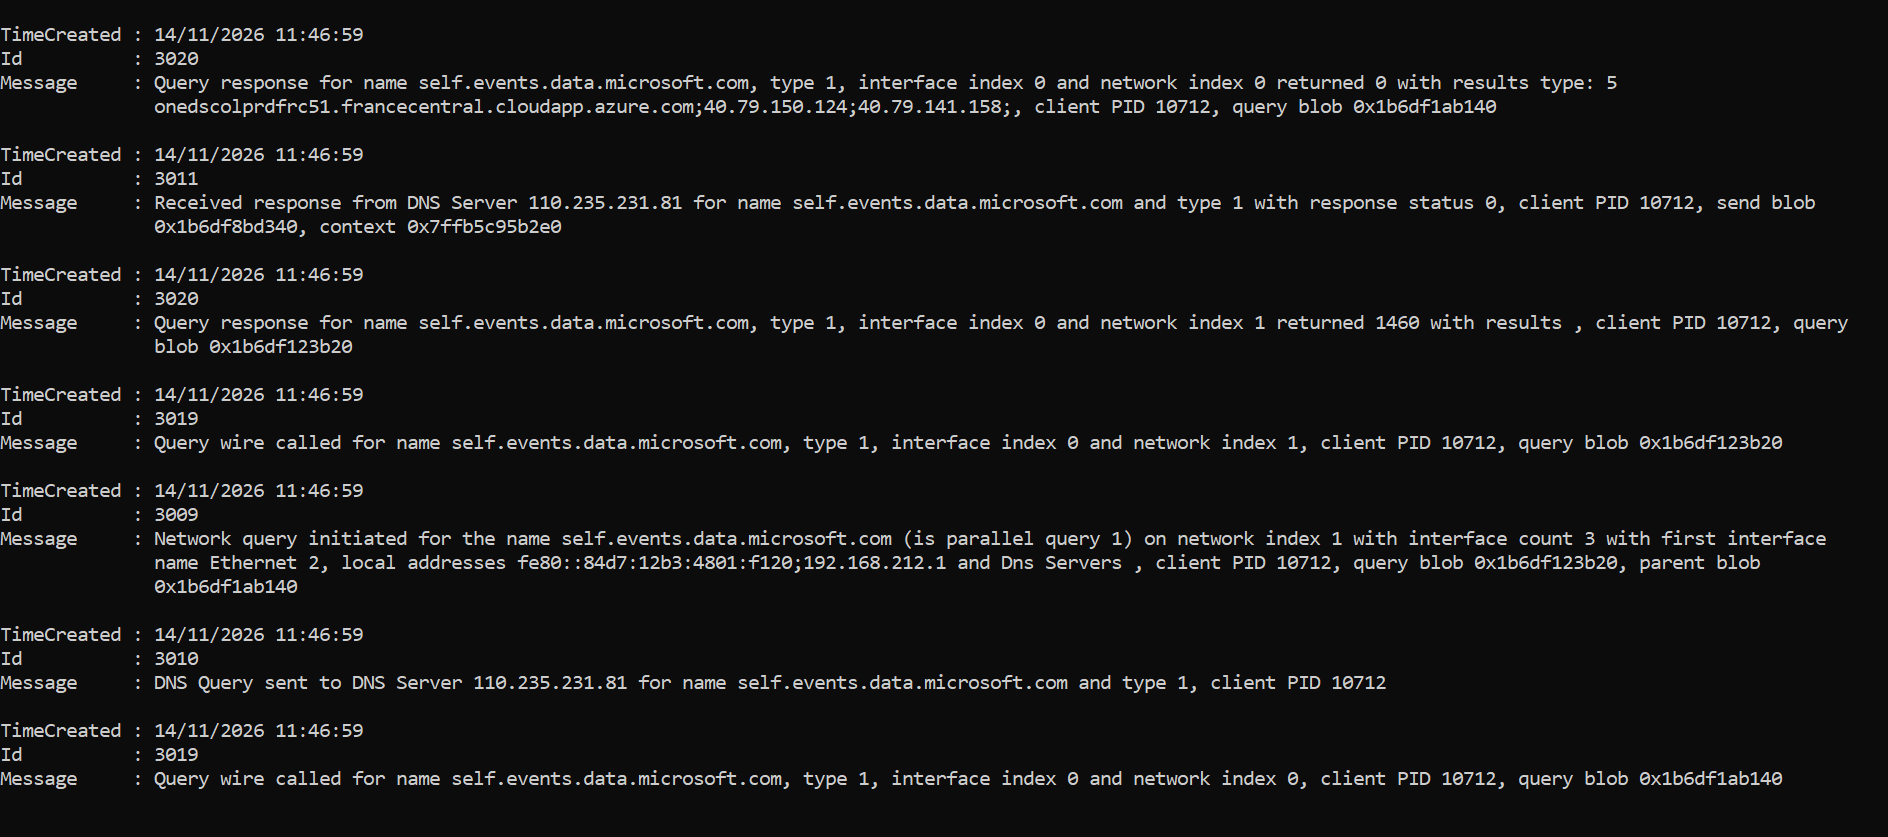 TimeCreated : 14/11/2026 11:46:59
Id          : 3020
Message     : Query response for name self.events.data.microsoft.com, type 1, interface index 0 and network index 0 returned 0 with results type: 5
              onedscolprdfrc51.francecentral.cloudapp.azure.com;40.79.150.124;40.79.141.158;, client PID 10712, query blob 0x1b6df1ab140

TimeCreated : 14/11/2026 11:46:59
Id          : 3011
Message     : Received response from DNS Server 110.235.231.81 for name self.events.data.microsoft.com and type 1 with response status 0, client PID 10712, send blob
              0x1b6df8bd340, context 0x7ffb5c95b2e0

TimeCreated : 14/11/2026 11:46:59
Id          : 3020
Message     : Query response for name self.events.data.microsoft.com, type 1, interface index 0 and network index 1 returned 1460 with results , client PID 10712, query
              blob 0x1b6df123b20

TimeCreated : 14/11/2026 11:46:59
Id          : 3019
Message     : Query wire called for name self.events.data.microsoft.com, type 1, interface index 0 and network index 1, client PID 10712, query blob 0x1b6df123b20

TimeCreated : 14/11/2026 11:46:59
Id          : 3009
Message     : Network query initiated for the name self.events.data.microsoft.com (is parallel query 1) on network index 1 with interface count 3 with first interface
              name Ethernet 2, local addresses fe80::84d7:12b3:4801:f120;192.168.212.1 and Dns Servers , client PID 10712, query blob 0x1b6df123b20, parent blob
              0x1b6df1ab140

TimeCreated : 14/11/2026 11:46:59
Id          : 3010
Message     : DNS Query sent to DNS Server 110.235.231.81 for name self.events.data.microsoft.com and type 1, client PID 10712

TimeCreated : 14/11/2026 11:46:59
Id          : 3019
Message     : Query wire called for name self.events.data.microsoft.com, type 1, interface index 0 and network index 0, client PID 10712, query blob 0x1b6df1ab140